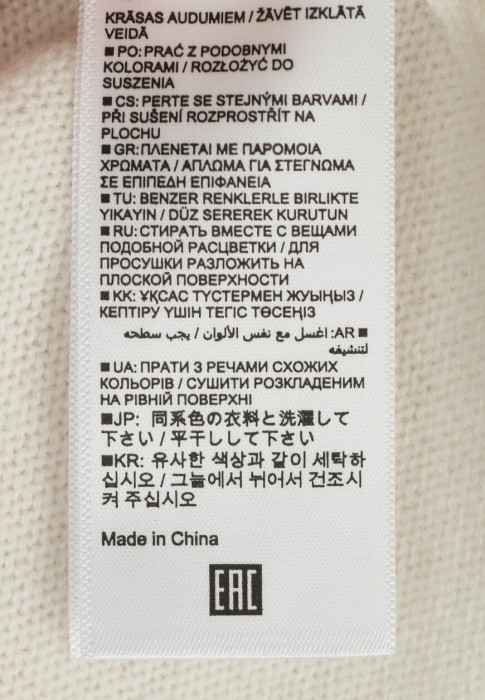 KRĀSAS AUDUMIEM / ŽĀVĒT IZKLĀTĀ
VEIDĀ
■ PO: PRAĆ Z PODOBNYMI
KOLORAMI / ROZŁOŻYĆ DO
SUSZENIA
■ CS: PERTE SE STEJNÝMI BARVAMI /
PŘI SUŠENÍ ROZPROSTŘÍT NA
PLOCHU
■ GR: ΠΛΕΝΕΤΑΙ ΜΕ ΠΑΡΟΜΟΙΑ
ΧΡΩΜΑΤΑ / ΑΠΛΩΜΑ ΓΙΑ ΣΤΕΓΝΩΜΑ
ΣΕ ΕΠΙΠΕΔΗ ΕΠΙΦΑΝΕΙΑ
■ TU: BENZER RENKLERLE BIRLIKTE
YIKAYIN / DÜZ SEREREK KURUTUN
■ RU: СТИРАТЬ ВМЕСТЕ С ВЕЩАМИ
ПОДОБНОЙ РАСЦВЕТКИ / ДЛЯ
ПРОСУШКИ РАЗЛОЖИТЬ НА
ПЛОСКОЙ ПОВЕРХНОСТИ
■ KK: ҰҚСАС ТҮСТЕРМЕН ЖУЫҢЫЗ /
КЕПТІРУ ҮШІН ТЕГІС ТӨСЕҢІЗ
■ AR: اغسل مع نفس الألوان / يجب سطحه
لتنشيفه
■ UA: ПРАТИ З РЕЧАМИ СХОЖИХ
КОЛЬОРІВ / СУШИТИ РОЗКЛАДЕНИМ
НА РІВНІЙ ПОВЕРХНІ
■JP: 同系色の衣料と洗濯して
下さい / 平干しして下さい
■KR: 유사한 색상과 같이 세탁하
십시오 / 그늘에서 뉘어서 건조시
켜 주십시오
Made in China
EAC